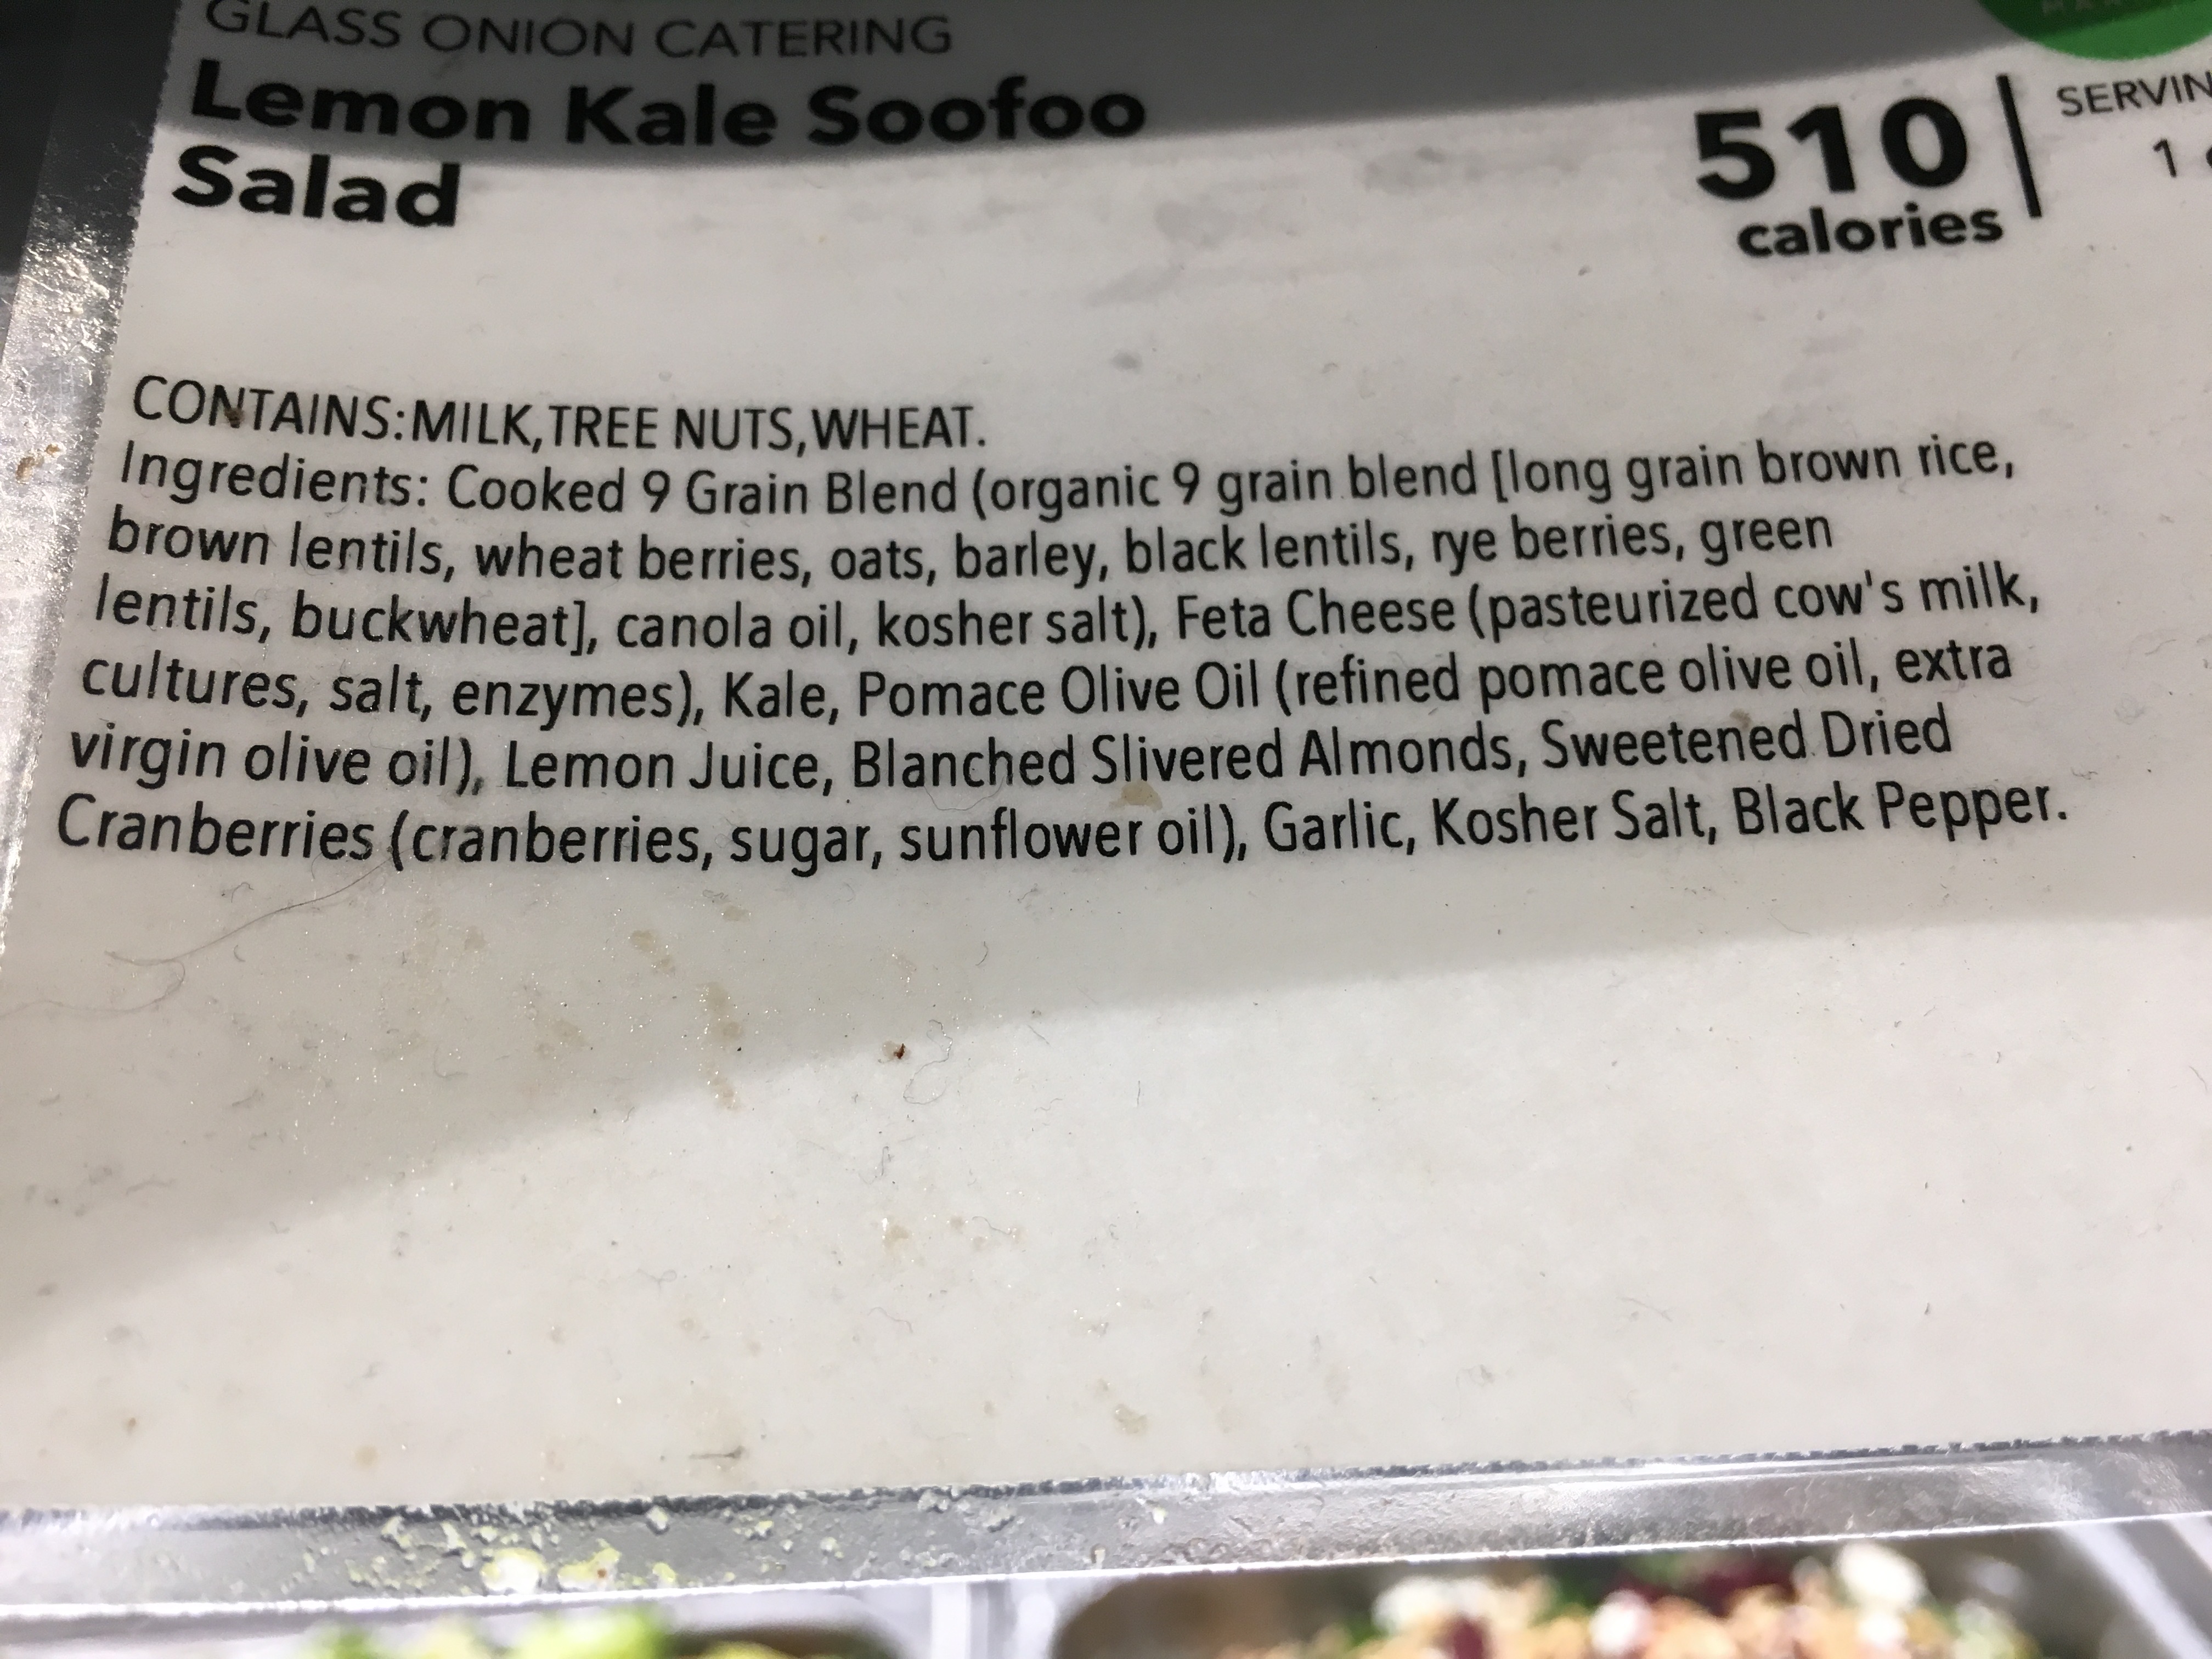 GLASS ONION CATERING
Lemon Kale Soofoo
Salad
510
calories
1
CONTAINS:MILK,TREE NUTS,WHEAT.
Ingredients: Cooked 9 Grain Blend (organic 9 grain blend [long grain brown rice,
brown lentils, wheat berries, oats, barley, black lentils, rye berries, green
lentils, buckwheat], canola oil, kosher salt), Feta Cheese (pasteurized cow's milk,
cultures, salt, enzymes), Kale, Pomace Olive Oil (refined pomace olive oil, extra
virgin olive oil), Lemon Juice, Blanched Slivered Almonds, Sweetened Dried
Cranberries (cranberries, sugar, sunflower oil), Garlic, Kosher Salt, Black Pepper.